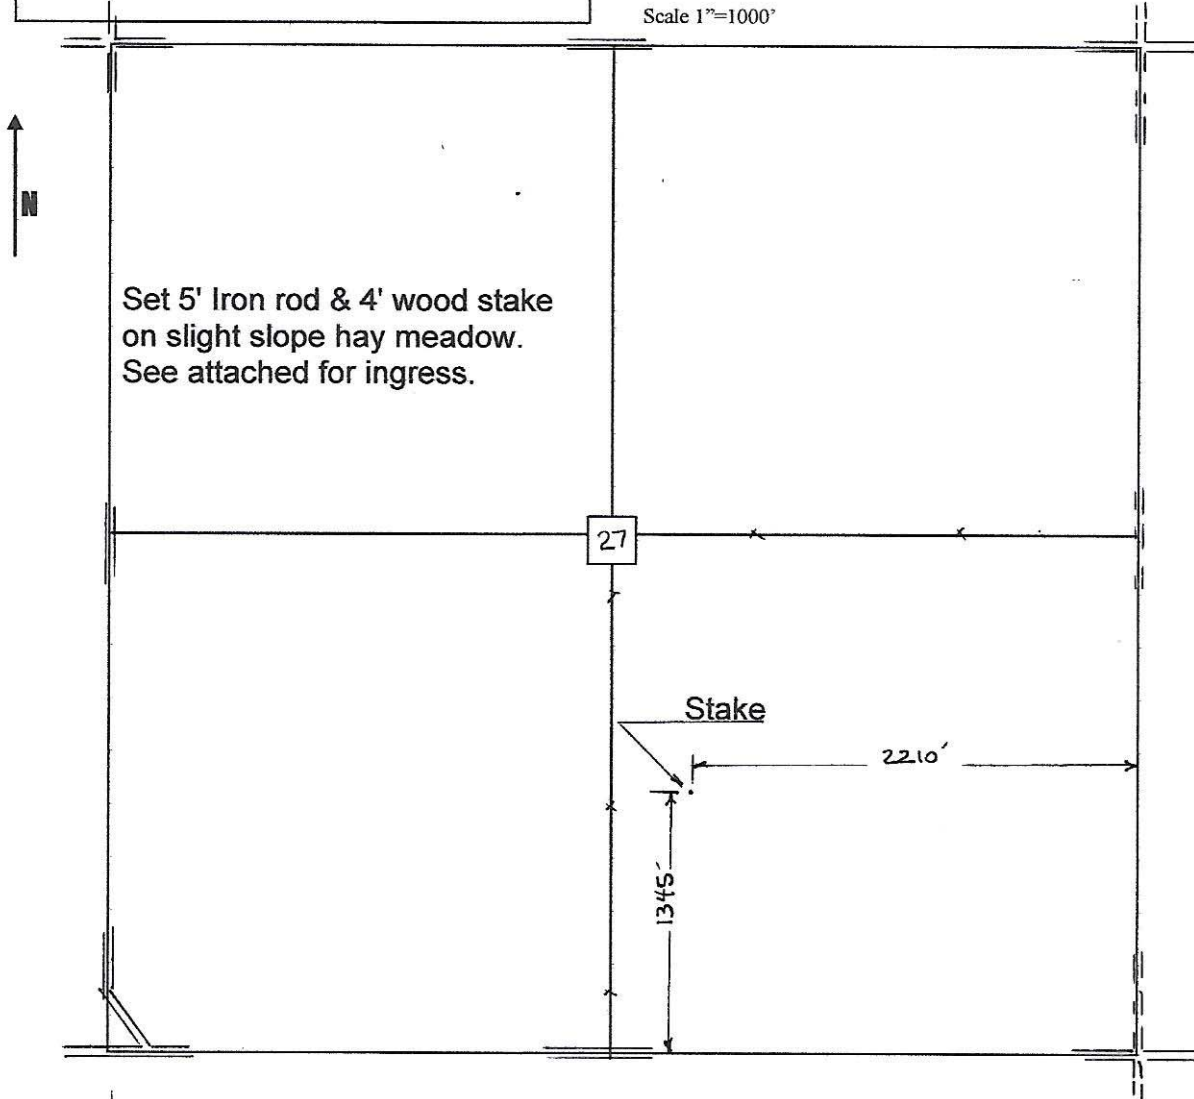 Scale 1"=1000'
N
Set 5' Iron rod & 4' wood stake
on slight slope hay meadow.
See attached for ingress.
27
Stake
2210'
1345'